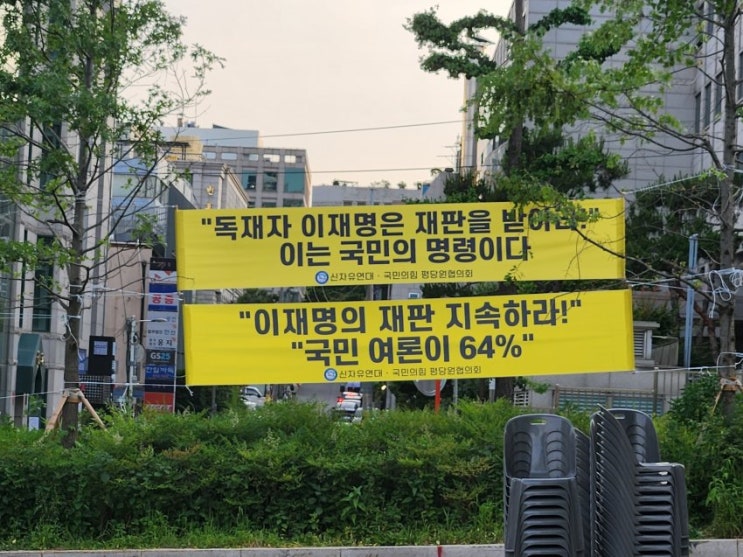 "독재자 이재명은 재판을 받아라!"
이는 국민의 명령이다
신자유연대 · 국민의힘 평당원협의회
"이재명의 재판 지속하라!"
"국민 여론이 64%"
신자유연대 · 국민의힘 평당원협의회
GS25